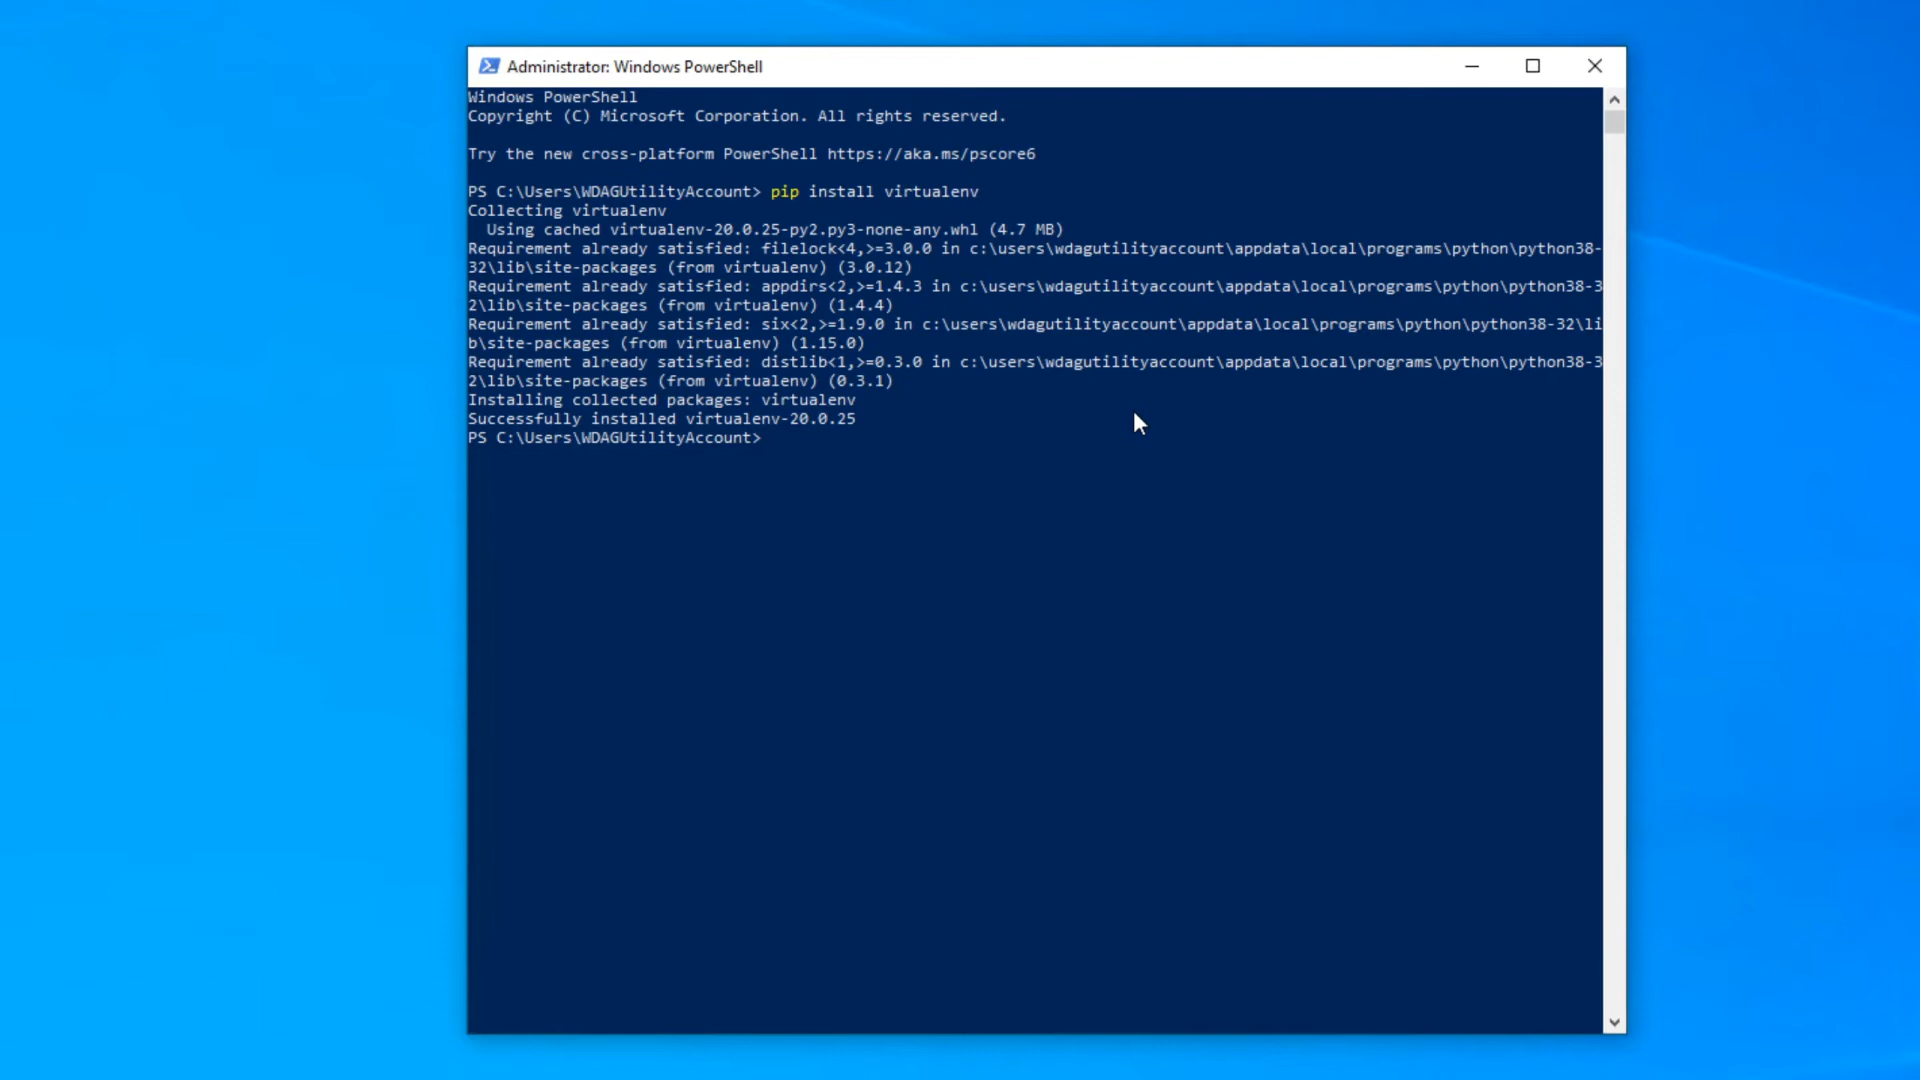 Administrator: Windows PowerShell
Windows PowerShell
Copyright (C) Microsoft Corporation. All rights reserved.
Try the new cross-platform PowerShell https://aka.ms/pscore6
PS C:\Users\WDAGUtilityAccount> pip install virtualenv
Collecting virtualenv
  Using cached virtualenv-20.0.25-py2.py3-none-any.whl (4.7 MB)
Requirement already satisfied: filelock<4,>=3.0.0 in c:\users\wdagutilityaccount\appdata\local\programs\python\python38-
32\lib\site-packages (from virtualenv) (3.0.12)
Requirement already satisfied: appdirs<2,>=1.4.3 in c:\users\wdagutilityaccount\appdata\local\programs\python\python38-3
2\lib\site-packages (from virtualenv) (1.4.4)
Requirement already satisfied: six<2,>=1.9.0 in c:\users\wdagutilityaccount\appdata\local\programs\python\python38-32\li
b\site-packages (from virtualenv) (1.15.0)
Requirement already satisfied: distlib<1,>=0.3.0 in c:\users\wdagutilityaccount\appdata\local\programs\python\python38-3
2\lib\site-packages (from virtualenv) (0.3.1)
Installing collected packages: virtualenv
Successfully installed virtualenv-20.0.25
PS C:\Users\WDAGUtilityAccount>